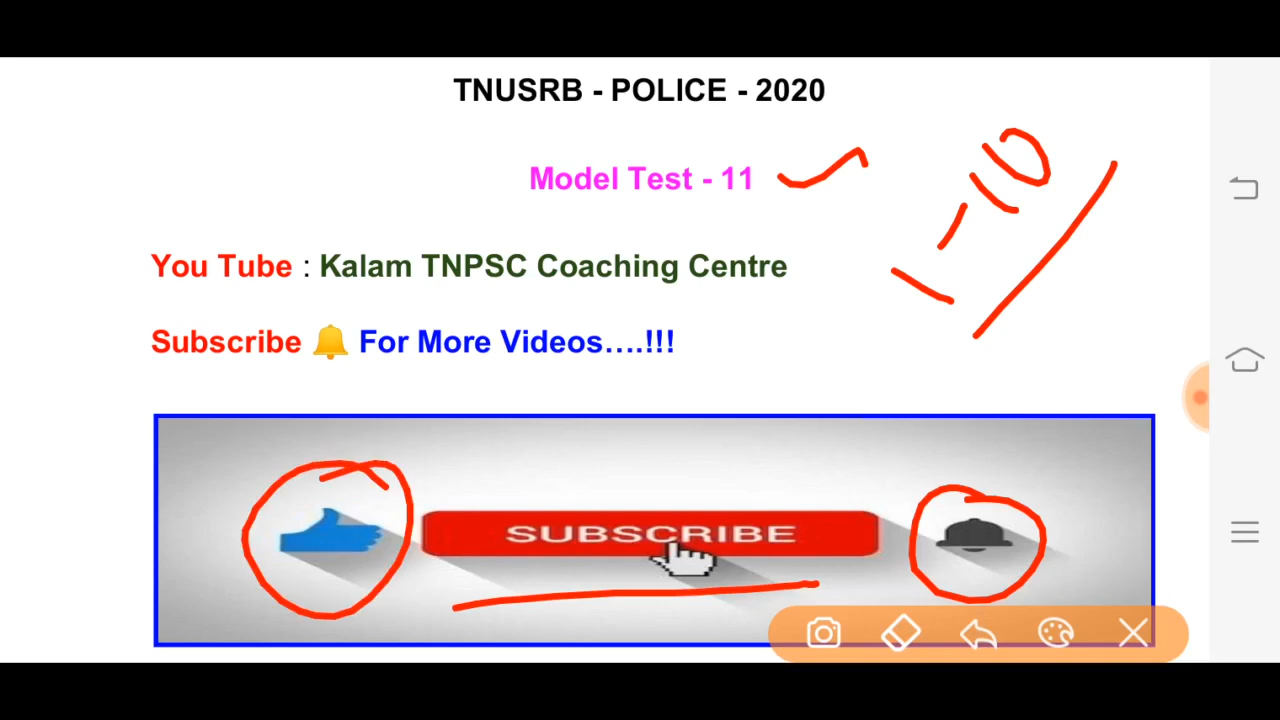 TNUSRB - POLICE - 2020
Model Test - 11
1-10
You Tube : Kalam TNPSC Coaching Centre
Subscribe 🔔 For More Videos....!!!
SUBSCRIBE